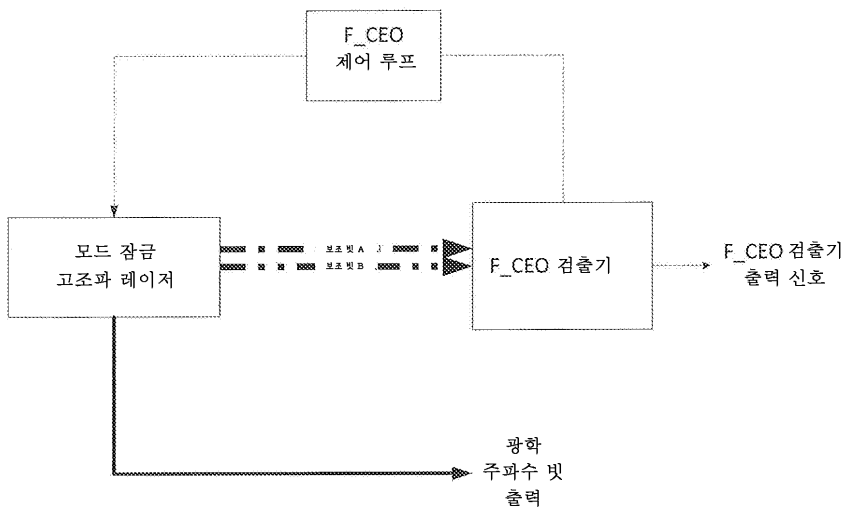 F_CEO
제어 루프
모드 잠금
고조파 레이저
보조 빗 A
보조 빗 B
F_CEO 검출기
F_CEO 검출기
출력 신호
광학
주파수 빗
출력